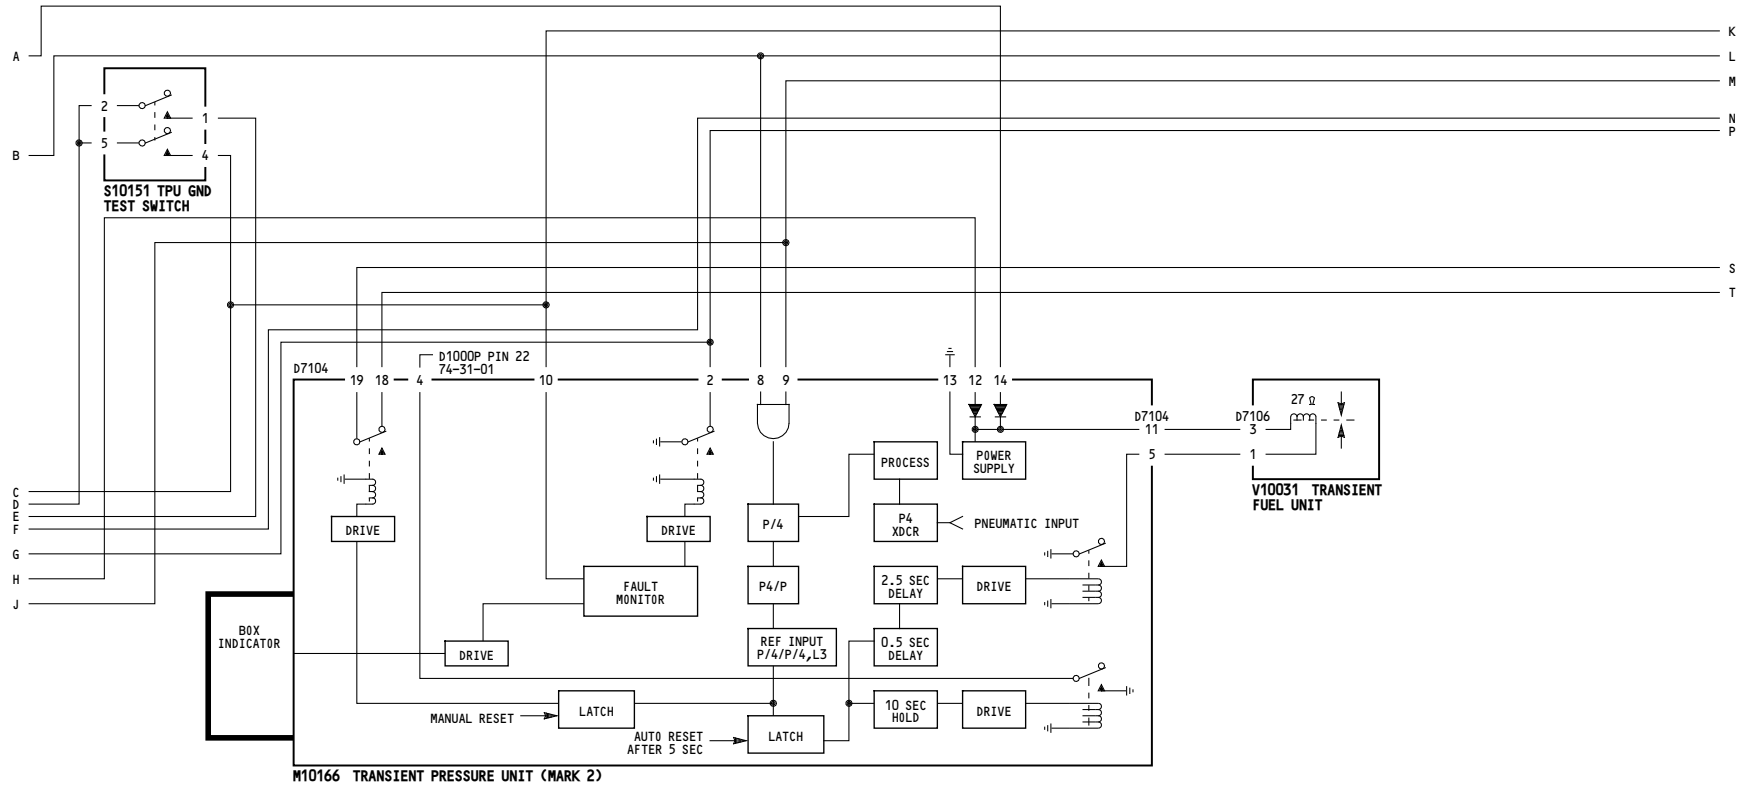 K
A
L
M
2
1
N
P
5
B
4
S10151 TPU GND
TEST SWITCH
S
T
D1000P PIN 22
74-31-01
D7104
19
18
4
10
2
8
9
13
12
14
27 Ω
D7104
D7106
11
3
5
1
PROCESS
POWER
SUPPLY
V10031 TRANSIENT
FUEL UNIT
C
D
E
F
G
H
J
DRIVE
DRIVE
P/4
P4
XDCR
PNEUMATIC INPUT
FAULT
MONITOR
P4/P
2.5 SEC
DELAY
DRIVE
BOX
INDICATOR
DRIVE
REF INPUT
P/4/P/4,L3
0.5 SEC
DELAY
MANUAL RESET
LATCH
10 SEC
HOLD
DRIVE
AUTO RESET
AFTER 5 SEC
LATCH
M10166 TRANSIENT PRESSURE UNIT (MARK 2)